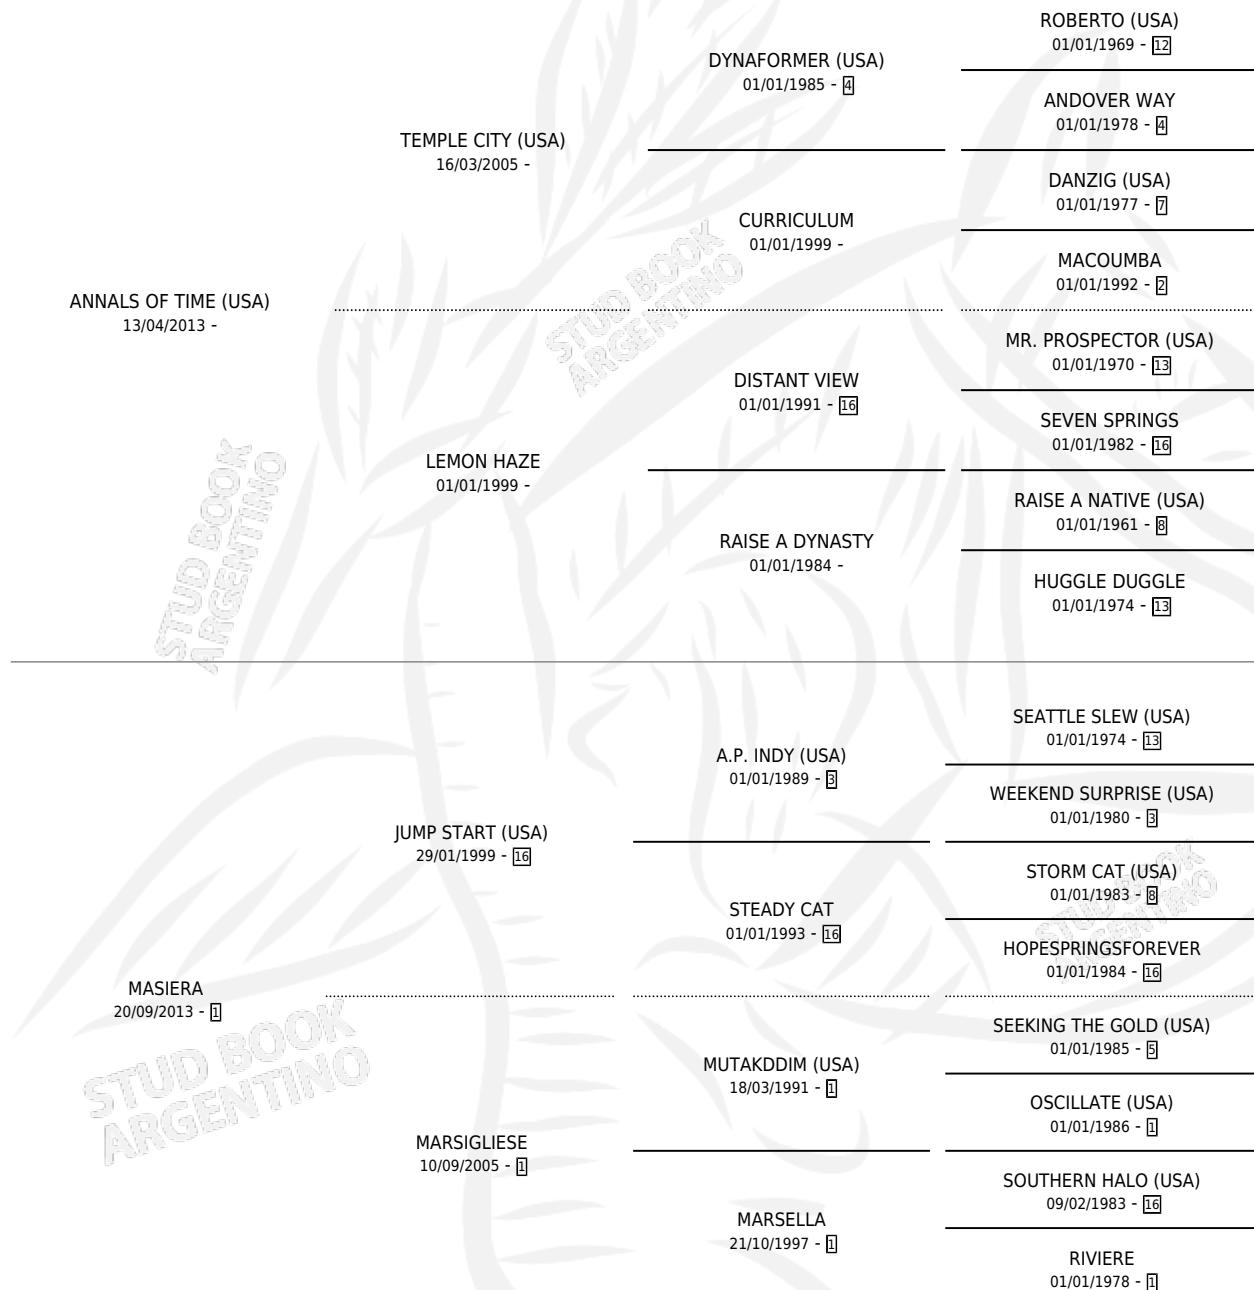 ROBERTO (USA)
01/01/1969 - 12
DYNAFORMER (USA)
01/01/1985 - 4
ANDOVER WAY
01/01/1978 - 4
TEMPLE CITY (USA)
16/03/2005 -
DANZIG (USA)
01/01/1977 - 7
CURRICULUM
01/01/1999 -
MACOUMBA
01/01/1992 - 2
ANNALS OF TIME (USA)
13/04/2013 -
MR. PROSPECTOR (USA)
01/01/1970 - 13
DISTANT VIEW
01/01/1991 - 16
SEVEN SPRINGS
01/01/1982 - 16
LEMON HAZE
01/01/1999 -
RAISE A NATIVE (USA)
01/01/1961 - 8
RAISE A DYNASTY
01/01/1984 -
HUGGLE DUGGLE
01/01/1974 - 13
STUD BOOK
ARGENTINO
STUD BOOK
ARGENTINO
SEATTLE SLEW (USA)
01/01/1974 - 13
A.P. INDY (USA)
01/01/1989 - 3
WEEKEND SURPRISE (USA)
01/01/1980 - 3
JUMP START (USA)
29/01/1999 - 16
STORM CAT (USA)
01/01/1983 - 8
STEADY CAT
01/01/1993 - 16
HOPESPRINGSFOREVER
01/01/1984 - 16
MASIERA
20/09/2013 - 1
SEEKING THE GOLD (USA)
01/01/1985 - 5
MUTAKDDIM (USA)
18/03/1991 - 1
OSCILLATE (USA)
01/01/1986 - 1
MARSIGLIESE
10/09/2005 - 1
SOUTHERN HALO (USA)
09/02/1983 - 16
MARSELLA
21/10/1997 - 1
RIVIERE
01/01/1978 - 1
STUD BOOK
ARGENTINO
STUD BOOK
ARGENTINO